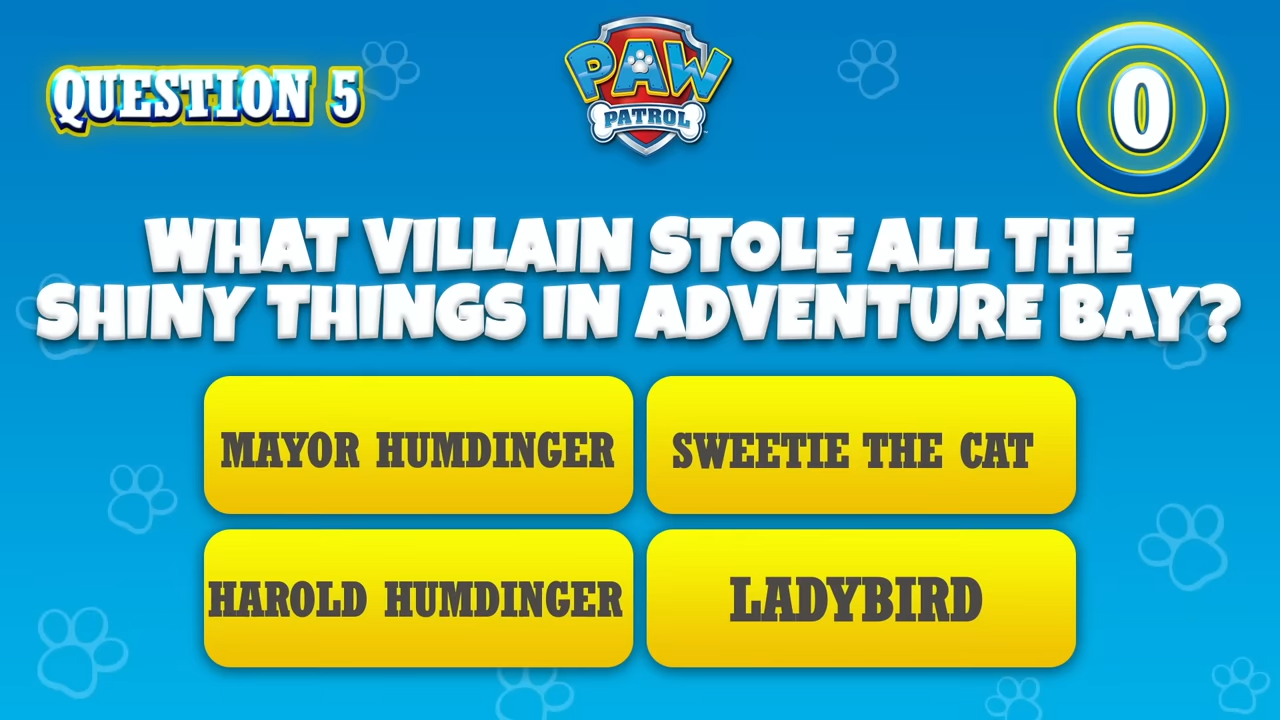 QUESTION 5
PAW
PATROL
0
WHAT VILLAIN STOLE ALL THE
SHINY THINGS IN ADVENTURE BAY?
MAYOR HUMDINGER
SWEETIE THE CAT
HAROLD HUMDINGER
LADYBIRD